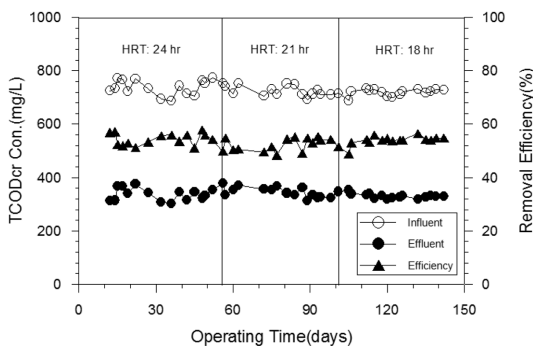 HRT: 24 hr
HRT: 21 hr
HRT: 18 hr
1000
800
600
400
200
0
100
80
60
40
20
0
TCODcr Con.(mg/L)
Removal Efficiency(%)
Influent
Effluent
Efficiency
0
30
60
90
120
150
Operating Time(days)